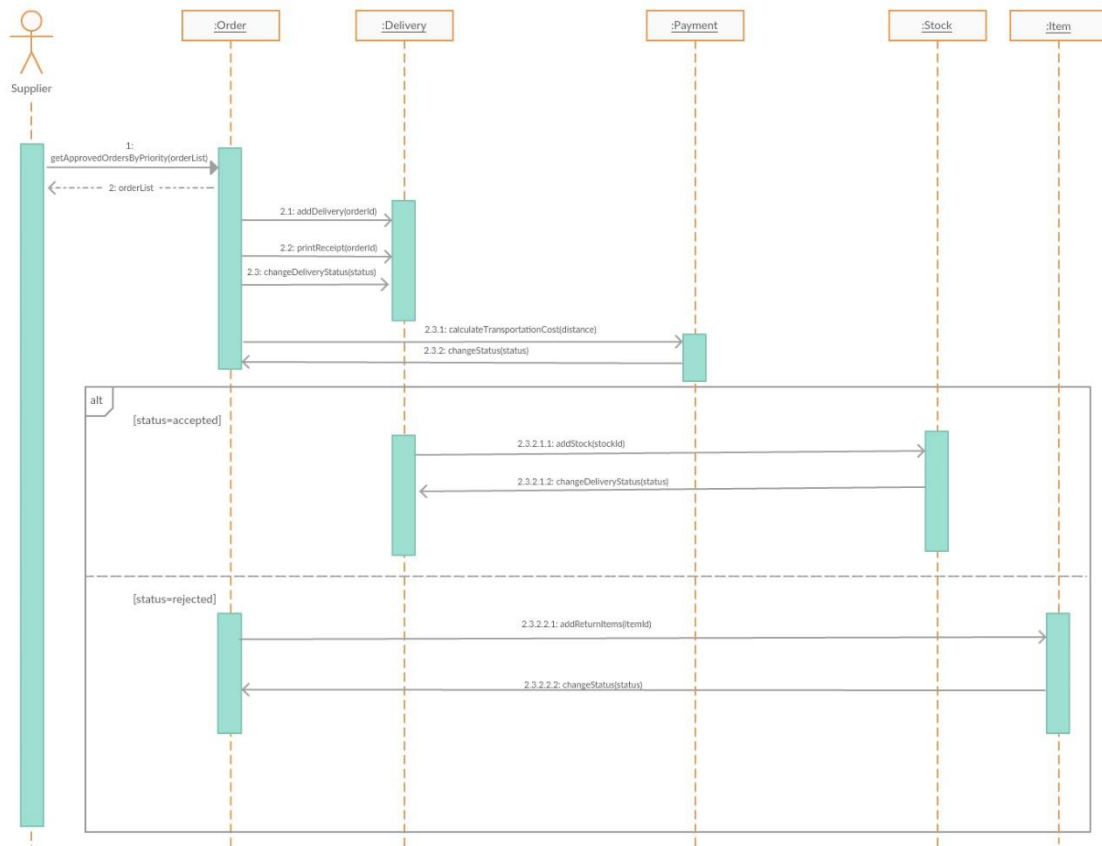 :Order
:Delivery
:Payment
:Stock
:Item
Supplier
1:
getApprovedOrdersByPriority(orderList)
2: orderList
2.1: addDelivery(orderId)
2.2: printReceipt(orderId)
2.3: changeDeliveryStatus(status)
2.3.1: calculateTransportationCost(distance)
2.3.2: changeStatus(status)
alt
[status=accepted]
2.3.2.1.1: addStock(stockId)
2.3.2.1.2: changeDeliveryStatus(status)
[status=rejected]
2.3.2.2.1: addReturnItems(itemId)
2.3.2.2.2: changeStatus(status)